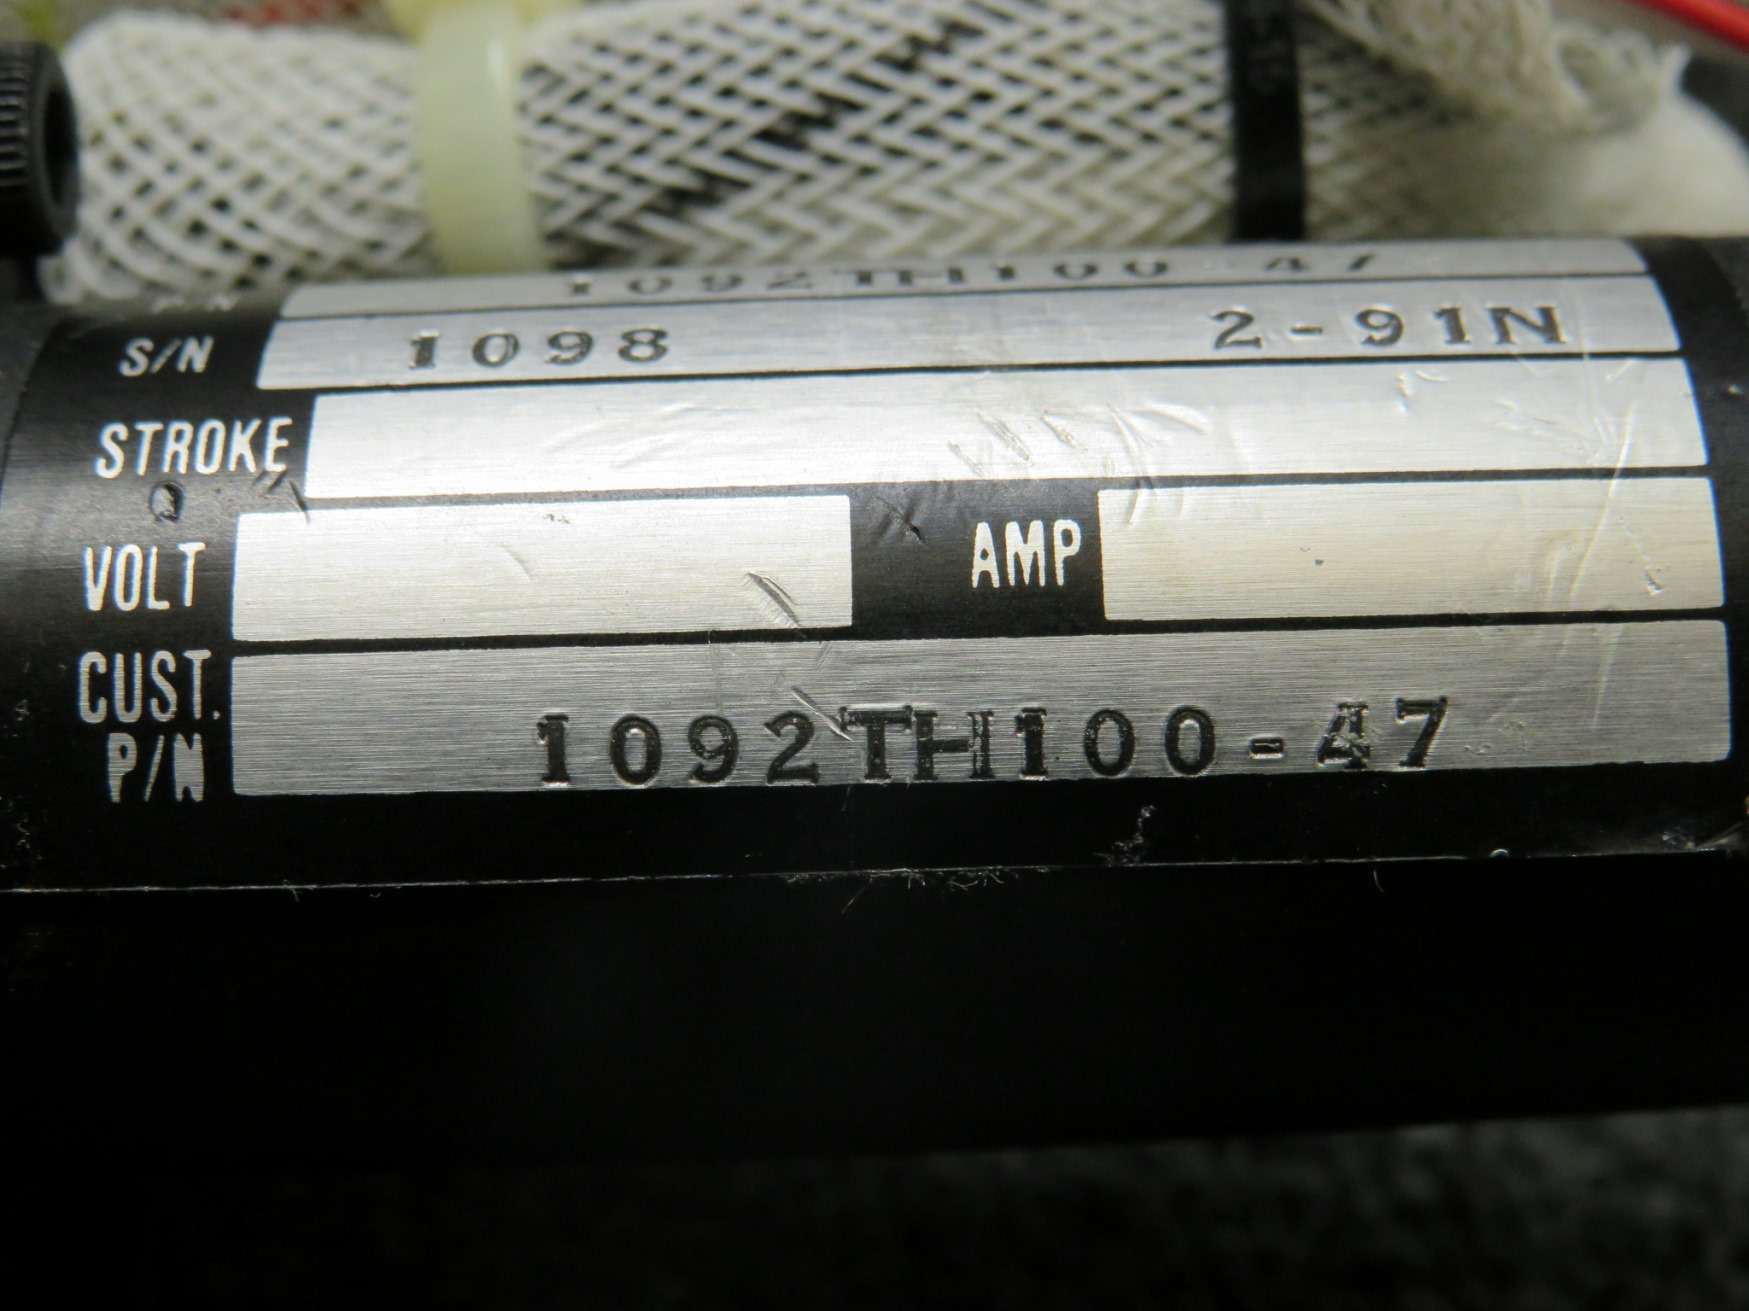 1092TH100-47
S/N 1098 2-91N
STROKE
VOLT AMP
CUST.
P/N 1092TH100-47